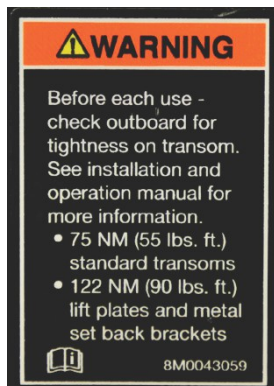 WARNING
Before each use -
check outboard for
tightness on transom.
See installation and
operation manual for
more information.
• 75 NM (55 lbs. ft.)
standard transoms
• 122 NM (90 lbs. ft.)
lift plates and metal
set back brackets
8M0043059